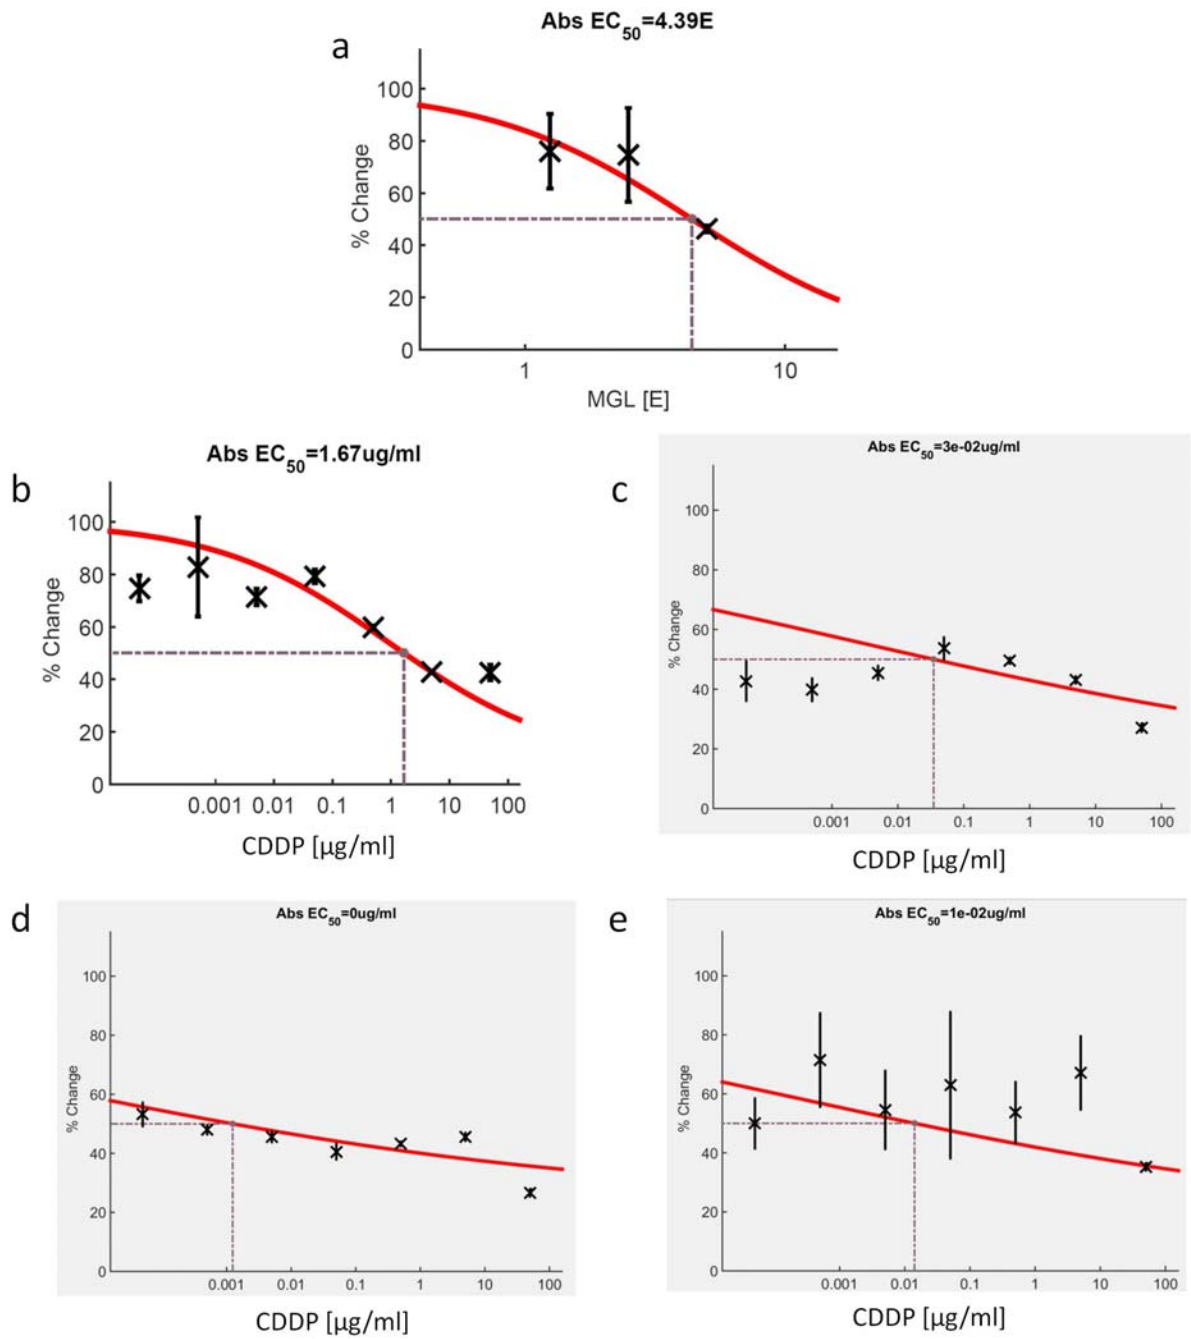 Abs EC50=4.39E
a
100
80
60
40
20
0
% Change
1 10
MGL [E]
Abs EC50=1.67ug/ml
b
100
80
60
40
20
0
% Change
0.001 0.01 0.1 1 10 100
CDDP [µg/ml]
Abs EC50=3e-02ug/ml
c
100
80
60
40
20
0
% Change
0.001 0.01 0.1 1 10 100
CDDP [µg/ml]
Abs EC50=0ug/ml
d
100
80
60
40
20
0
% Change
0.001 0.01 0.1 1 10 100
CDDP [µg/ml]
Abs EC50=1e-02ug/ml
e
100
80
60
40
20
0
% Change
0.001 0.01 0.1 1 10 100
CDDP [µg/ml]